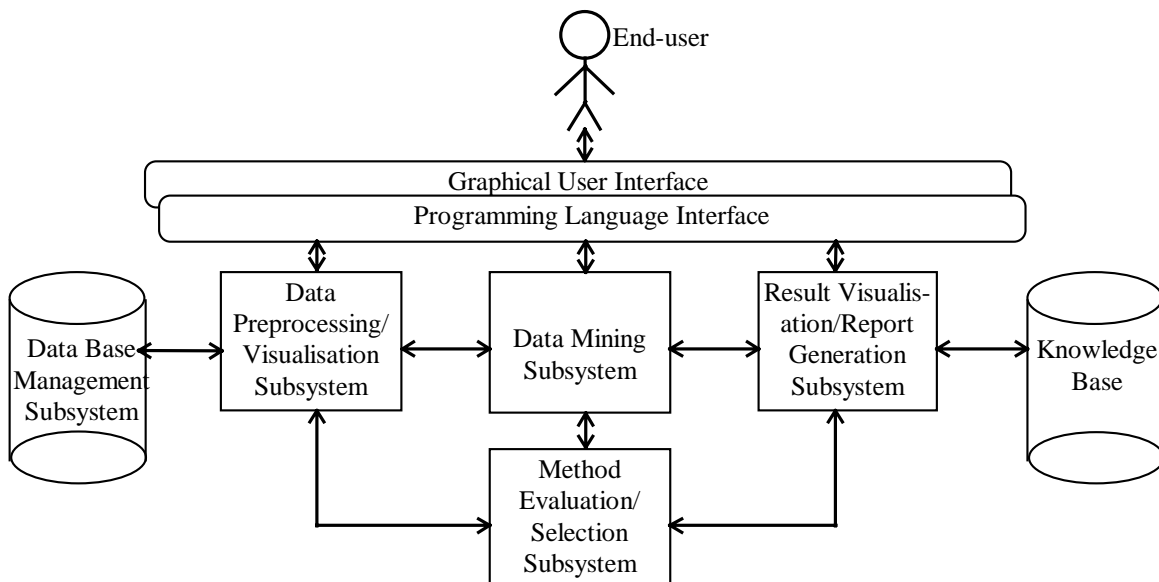 End-user
Graphical User Interface
Programming Language Interface
Data Base
Management
Subsystem
Data
Preprocessing/
Visualisation
Subsystem
Data Mining
Subsystem
Result Visualis-
ation/Report
Generation
Subsystem
Knowledge
Base
Method
Evaluation/
Selection
Subsystem